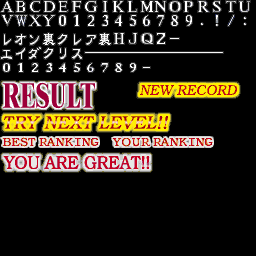 ABCDEFGIKLMNOPRSTU
VWXY0123456789.!/:
レオン裏クレア裏HJQZ-
エイダクリス
0123456789-
RESULT
NEW RECORD
TRY NEXT LEVEL!!
BEST RANKING YOUR RANKING
YOU ARE GREAT!!